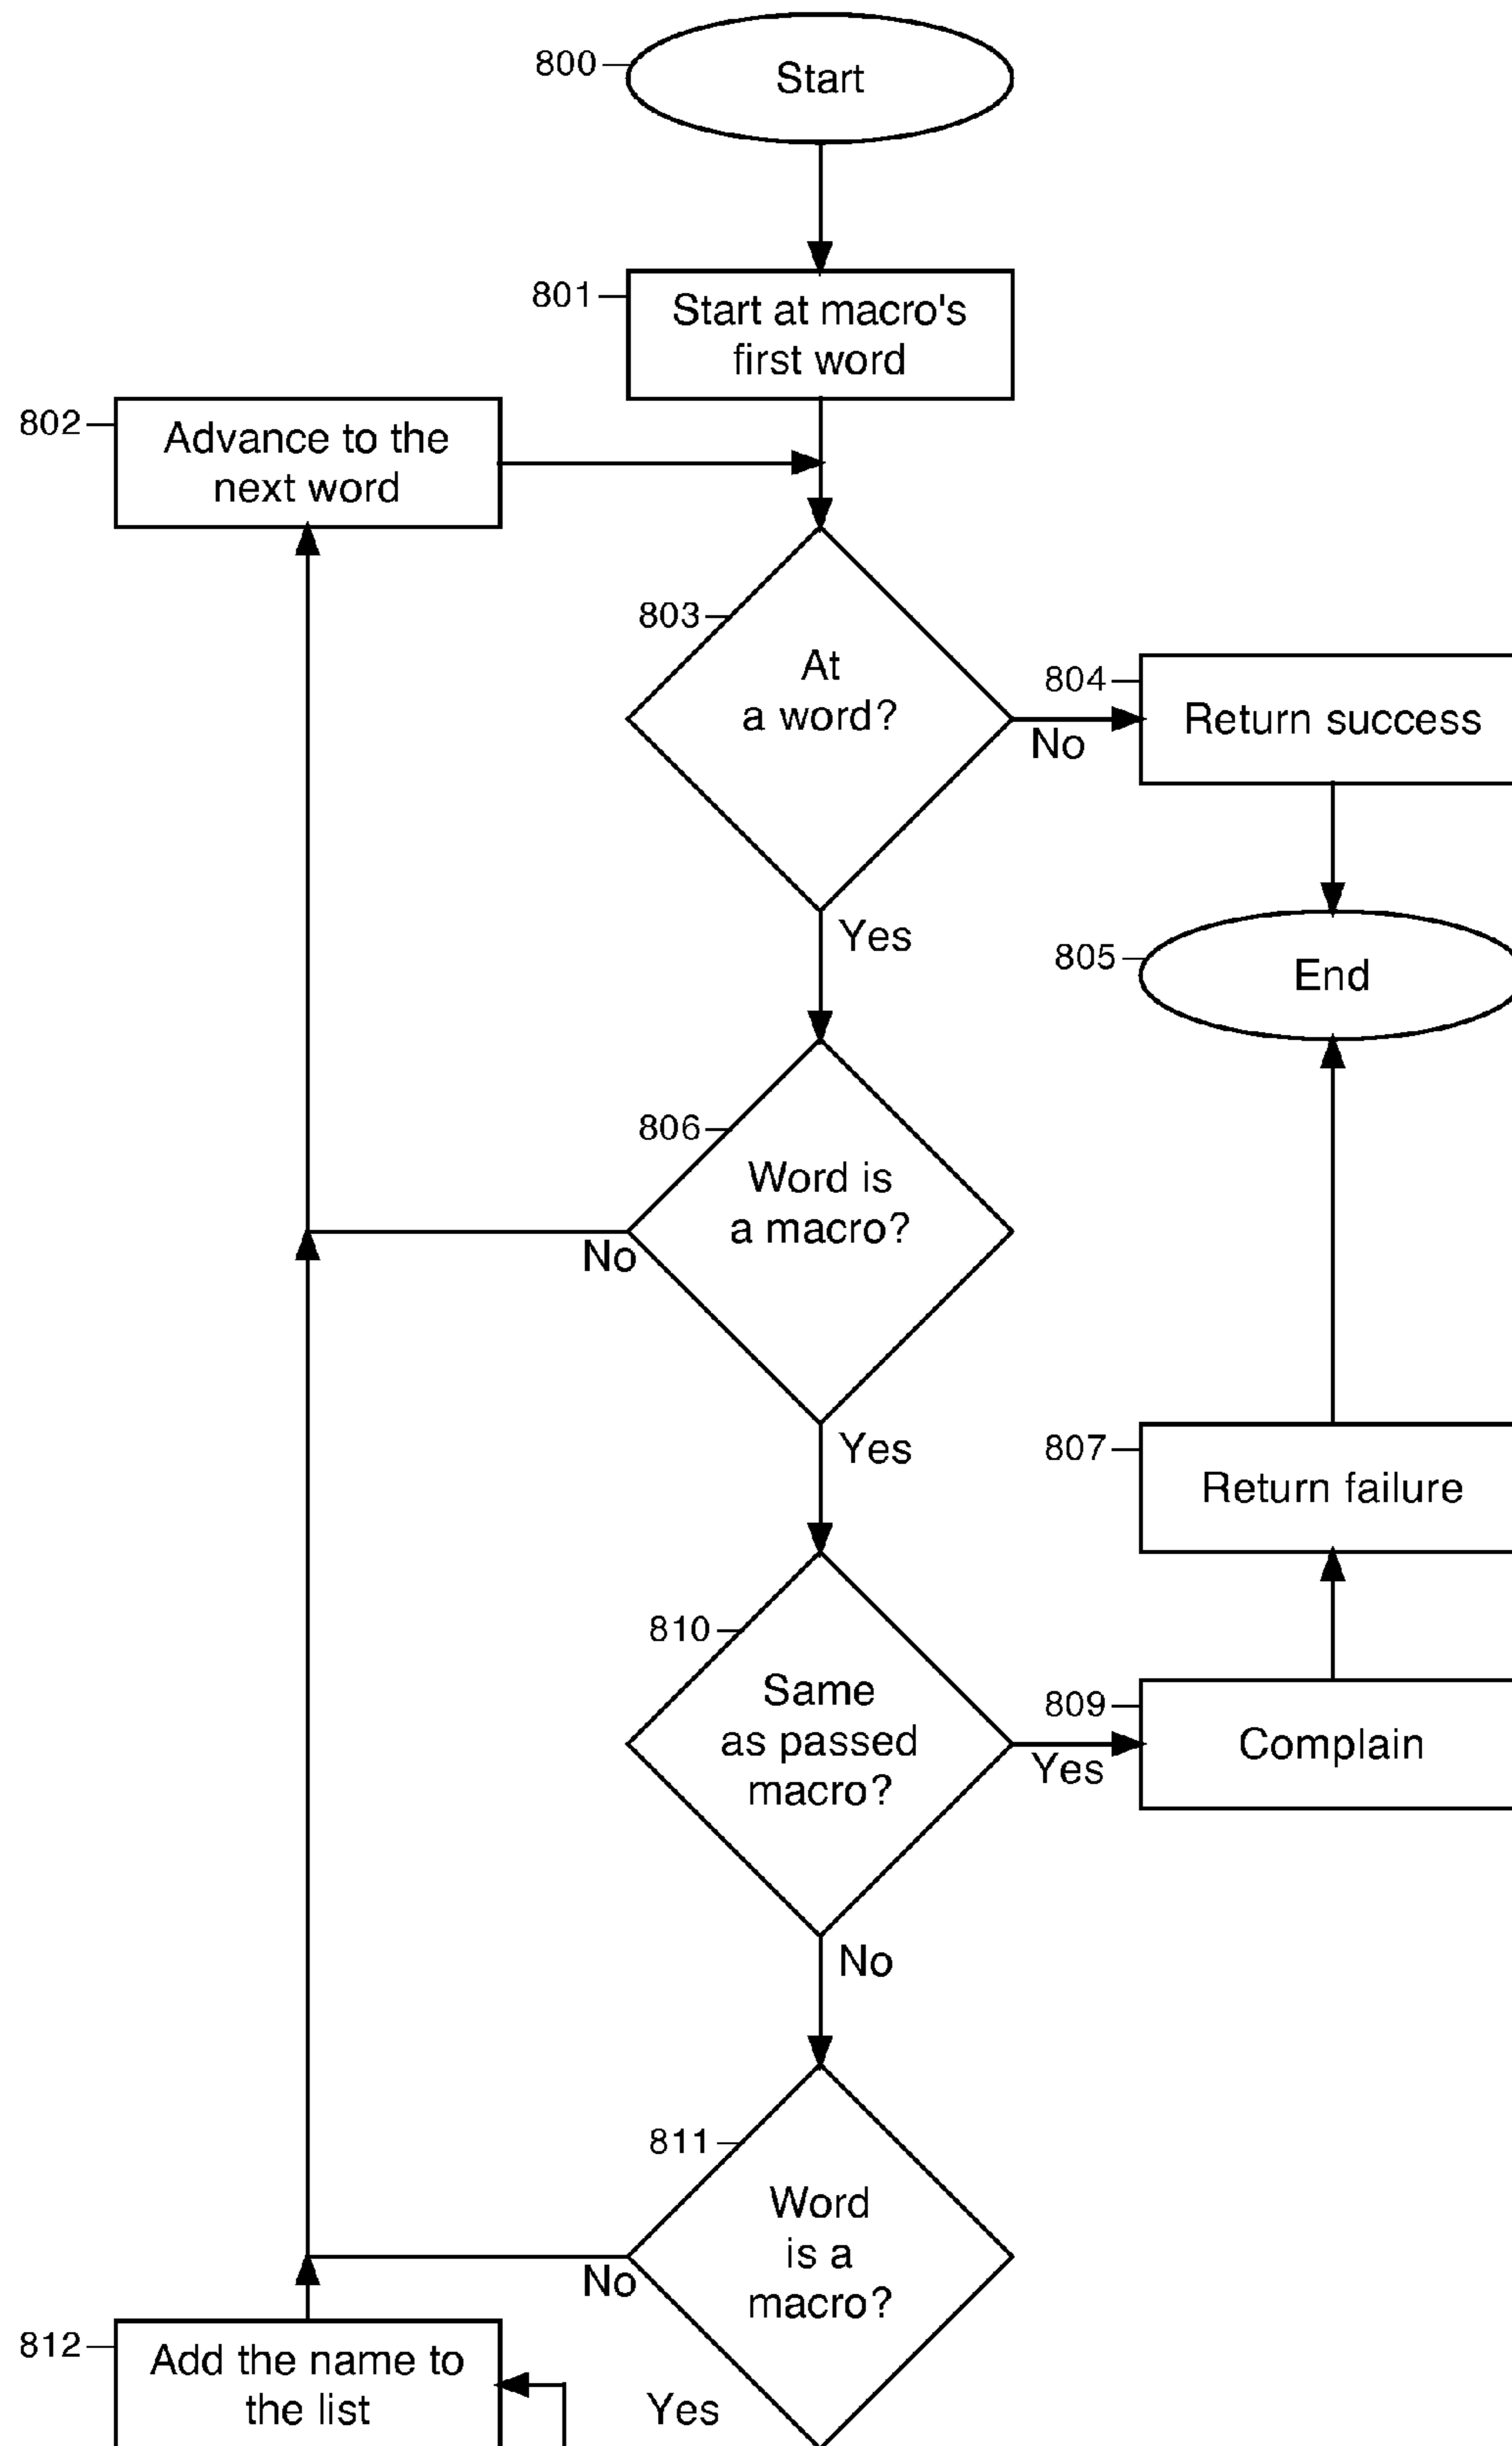 800
Start
801
Start at macro's
first word
802
Advance to the
next word
803
At
a word?
804
Return success
No
Yes
805
End
806
Word is
a macro?
No
Yes
807
Return failure
810
Same
as passed
macro?
809
Complain
Yes
No
811
Word
is a
macro?
No
812
Add the name to
the list
Yes